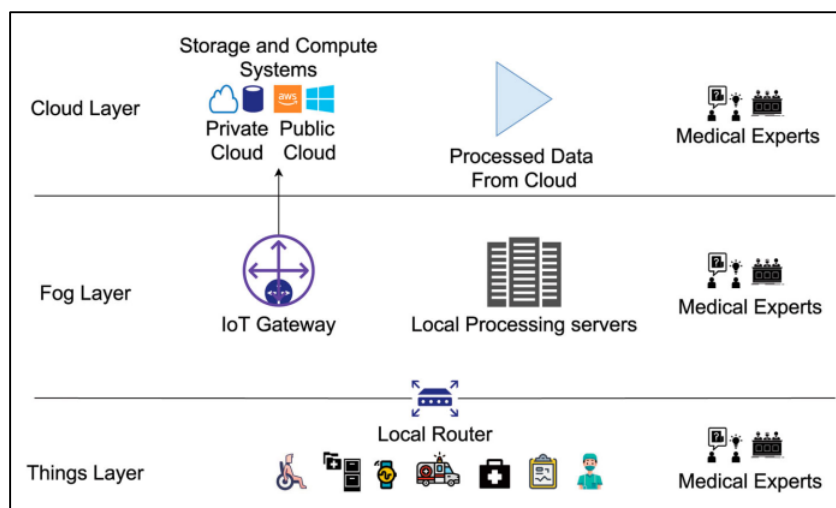 Storage and Compute
Systems
aws
Cloud Layer
Private Public
Cloud Cloud
Processed Data
From Cloud
Medical Experts
Fog Layer
IoT Gateway
Local Processing servers
Medical Experts
Local Router
Things Layer
Medical Experts